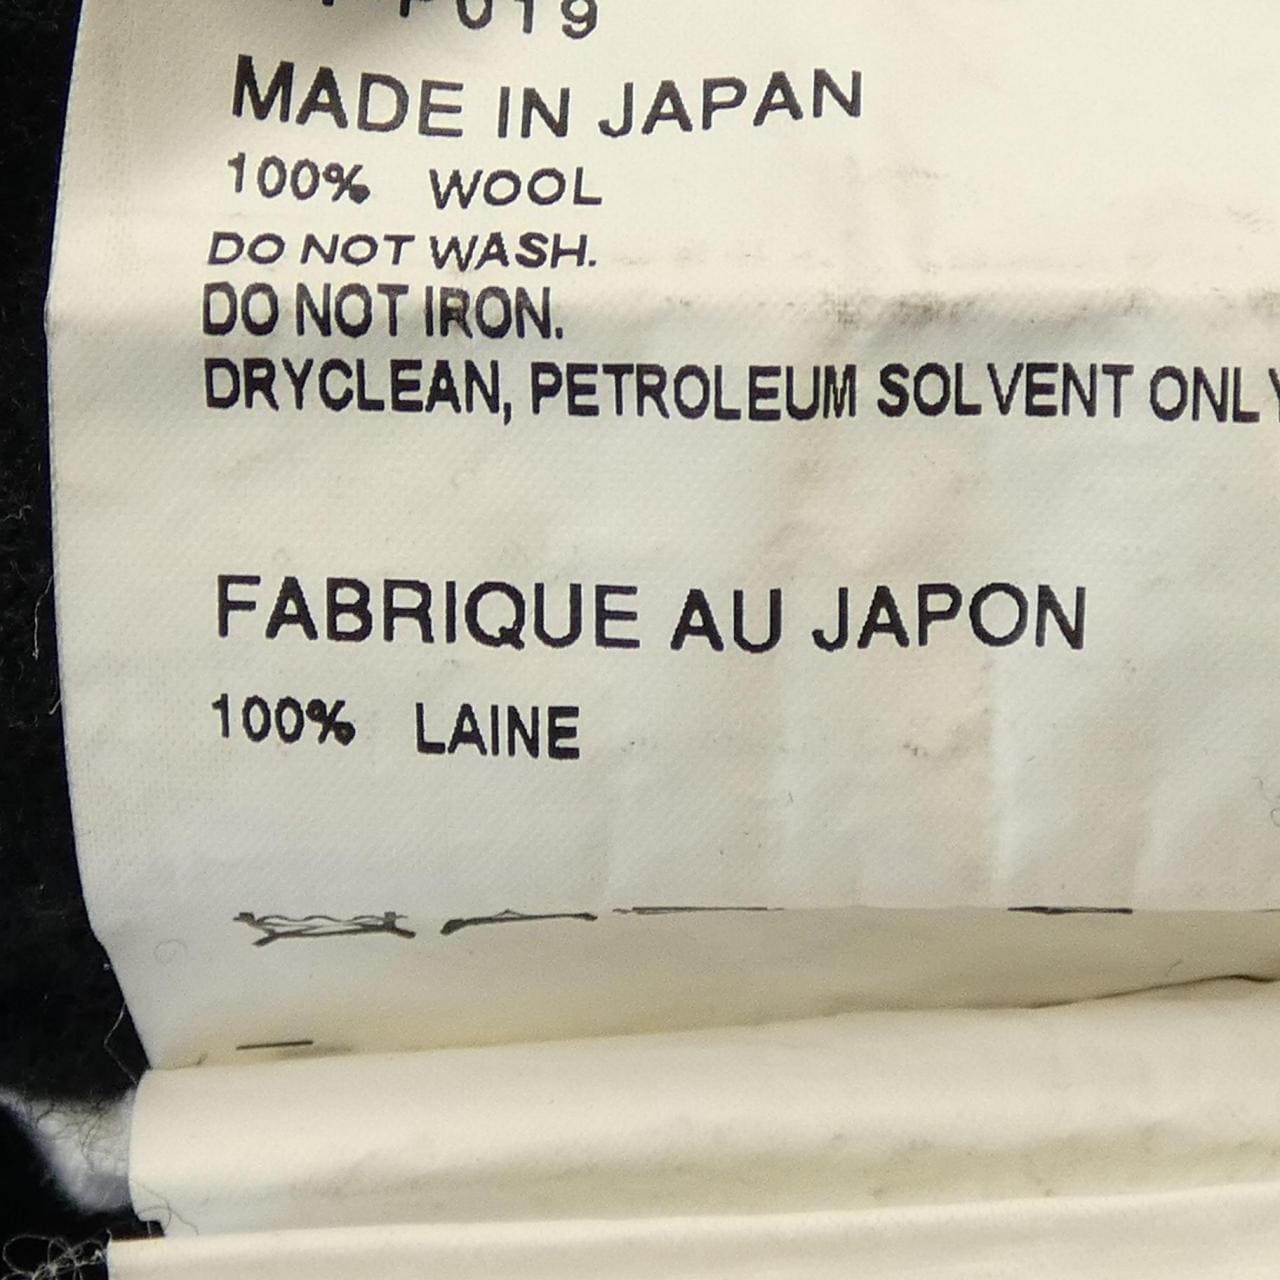 P019
MADE IN JAPAN
100% WOOL
DO NOT WASH.
DO NOT IRON.
DRYCLEAN, PETROLEUM SOLVENT ONLY
FABRIQUE AU JAPON
100% LAINE